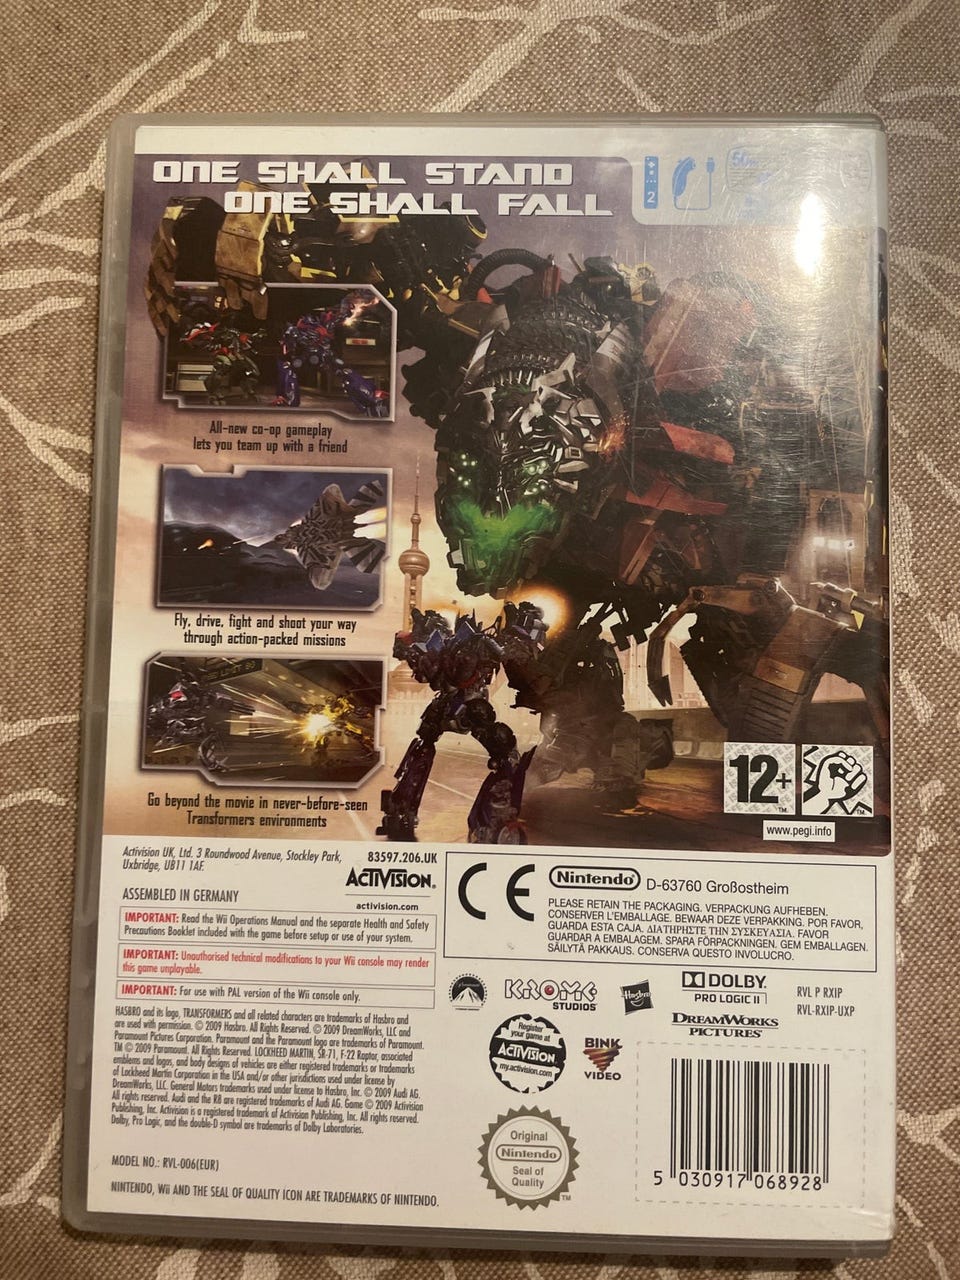 ONE SHALL STAND
ONE SHALL FALL
2
50
All-new co-op gameplay
lets you team up with a friend
Fly, drive, fight and shoot your way
through action-packed missions
Go beyond the movie in never-before-seen
Transformers environments
12+
TM
TM
www.pegi.info
Activision UK, Ltd. 3 Roundwood Avenue, Stockley Park,
Uxbridge, UB11 1AF.
83597.206.UK
ACTIVISION®
activision.com
ASSEMBLED IN GERMANY
IMPORTANT: Read the Wii Operations Manual and the separate Health and Safety
Precautions Booklet included with the game before setup or use of your system.
IMPORTANT: Unauthorised technical modifications to your Wii console may render
this game unplayable.
IMPORTANT: For use with PAL version of the Wii console only.
HASBRO and its logo, TRANSFORMERS and all related characters are trademarks of Hasbro and
are used with permission. © 2009 Hasbro. All Rights Reserved. © 2009 DreamWorks, LLC and
Paramount Pictures Corporation. Paramount and the Paramount logo are trademarks of Paramount.
TM © 2009 Paramount. All Rights Reserved. LOCKHEED MARTIN, SR-71, F-22 Raptor, associated
emblems and logos, and body designs of vehicles are either registered trademarks or trademarks
of Lockheed Martin Corporation in the USA and/or other jurisdictions used under license by
DreamWorks, LLC. General Motors trademarks used under license to Hasbro, Inc. © 2009 Audi AG.
All rights reserved. Audi and the R8 are registered trademarks of Audi AG. Game © 2009 Activision
Publishing, Inc. Activision is a registered trademark of Activision Publishing, Inc. All rights reserved.
Dolby, Pro Logic, and the double-D symbol are trademarks of Dolby Laboratories.
MODEL NO.: RVL-006(EUR)
NINTENDO, Wii AND THE SEAL OF QUALITY ICON ARE TRADEMARKS OF NINTENDO.
CE
Nintendo D-63760 Großostheim
PLEASE RETAIN THE PACKAGING. VERPACKUNG AUFHEBEN.
CONSERVER L'EMBALLAGE. BEWAAR DEZE VERPAKKING. POR FAVOR,
GUARDA ESTA CAJA. ΔΙΑΤΗΡΗΣΤΕ ΤΗΝ ΣΥΣΚΕΥΑΣΙΑ. FAVOR
GUARDAR A EMBALAGEM. SPARA FÖRPACKNINGEN. GEM EMBALLAGEN.
SÄILYTÄ PAKKAUS. CONSERVA QUESTO INVOLUCRO.
Paramount
KROME
STUDIOS
Hasbro
DOLBY
PRO LOGIC II
DREAMWORKS
PICTURES
RVL P RXIP
RVL-RXIP-UXP
Register
your game at
ACTIVISION
my.activision.com
BINK
VIDEO
Original
Nintendo
Seal of
Quality
TM
5 030917 068928